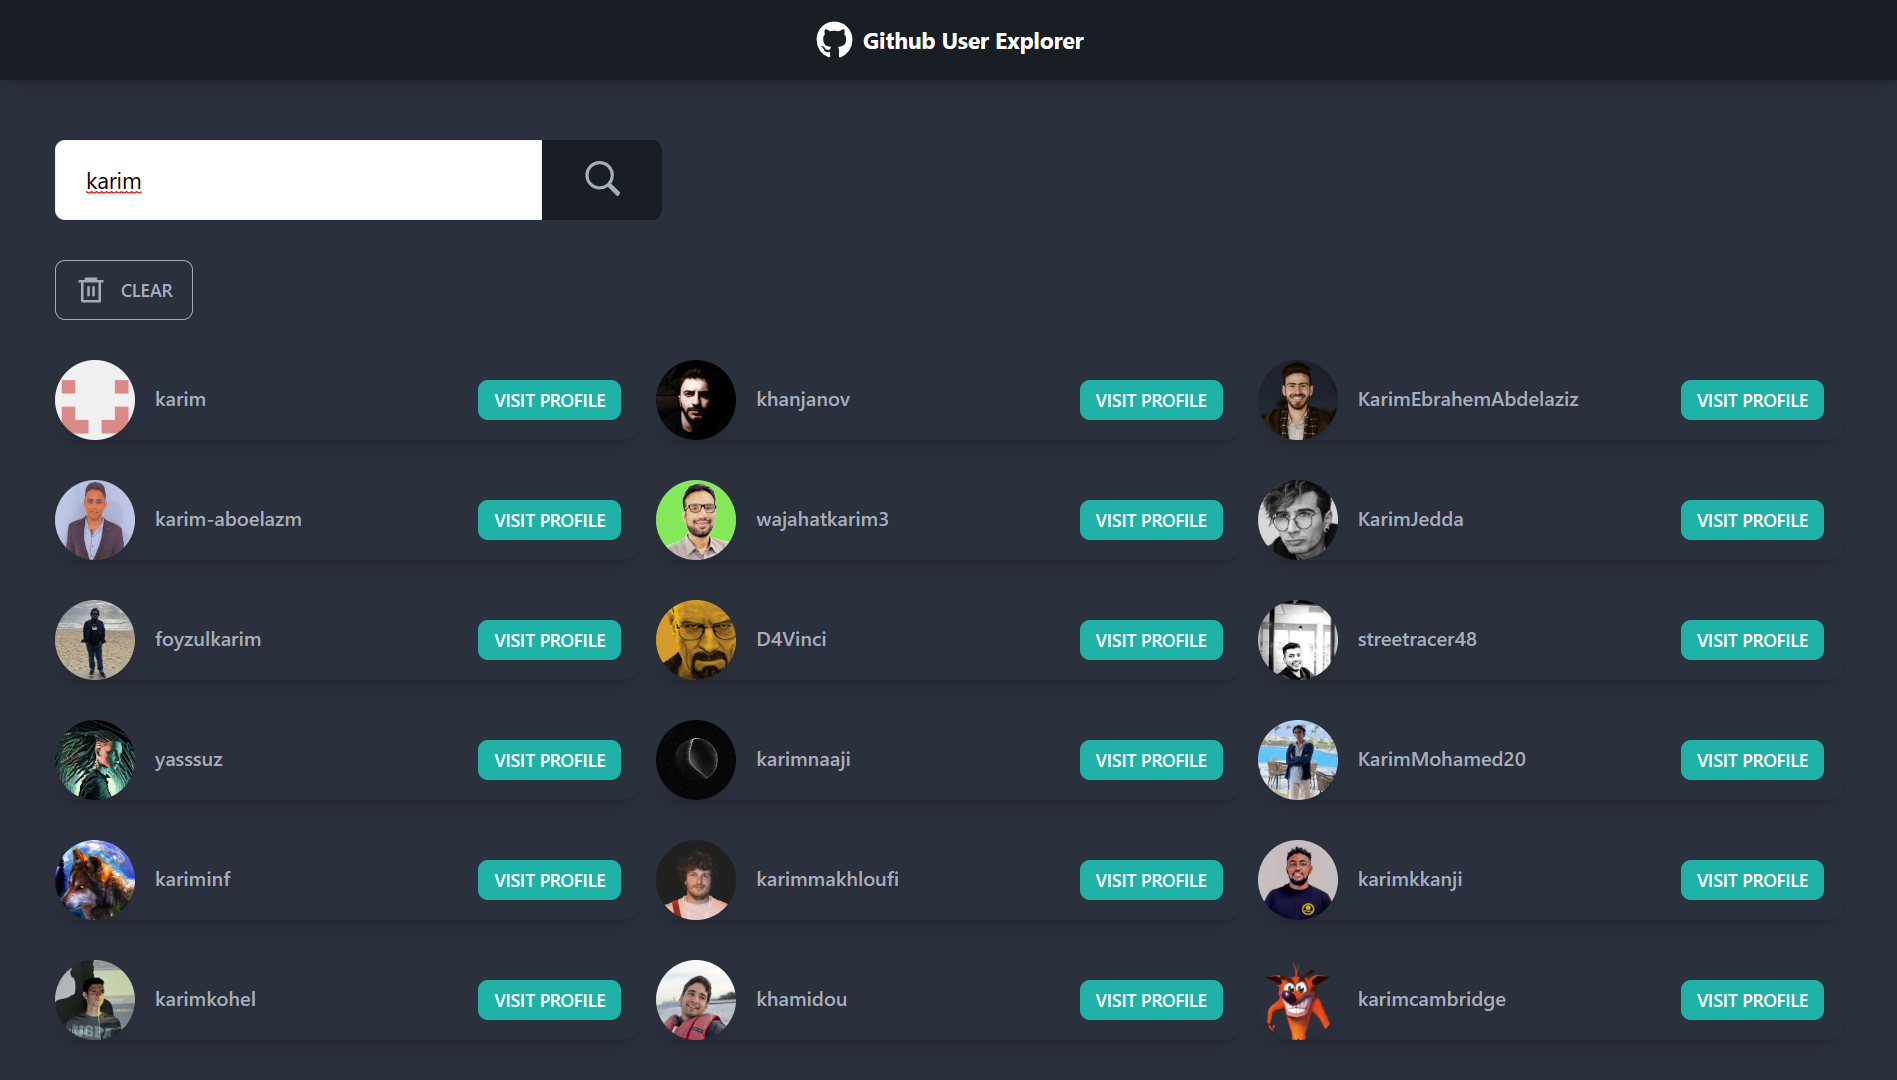 Github User Explorer
karim
CLEAR
karim VISIT PROFILE khanjanov VISIT PROFILE KarimEbrahemAbdelaziz VISIT PROFILE
karim-aboelazm VISIT PROFILE wajahatkarim3 VISIT PROFILE KarimJedda VISIT PROFILE
foyzulkarim VISIT PROFILE D4Vinci VISIT PROFILE streetracer48 VISIT PROFILE
yasssuz VISIT PROFILE karimnaaji VISIT PROFILE KarimMohamed20 VISIT PROFILE
kariminf VISIT PROFILE karimmakhloufi VISIT PROFILE karimkkanji VISIT PROFILE
karimkohel VISIT PROFILE khamidou VISIT PROFILE karimcambridge VISIT PROFILE